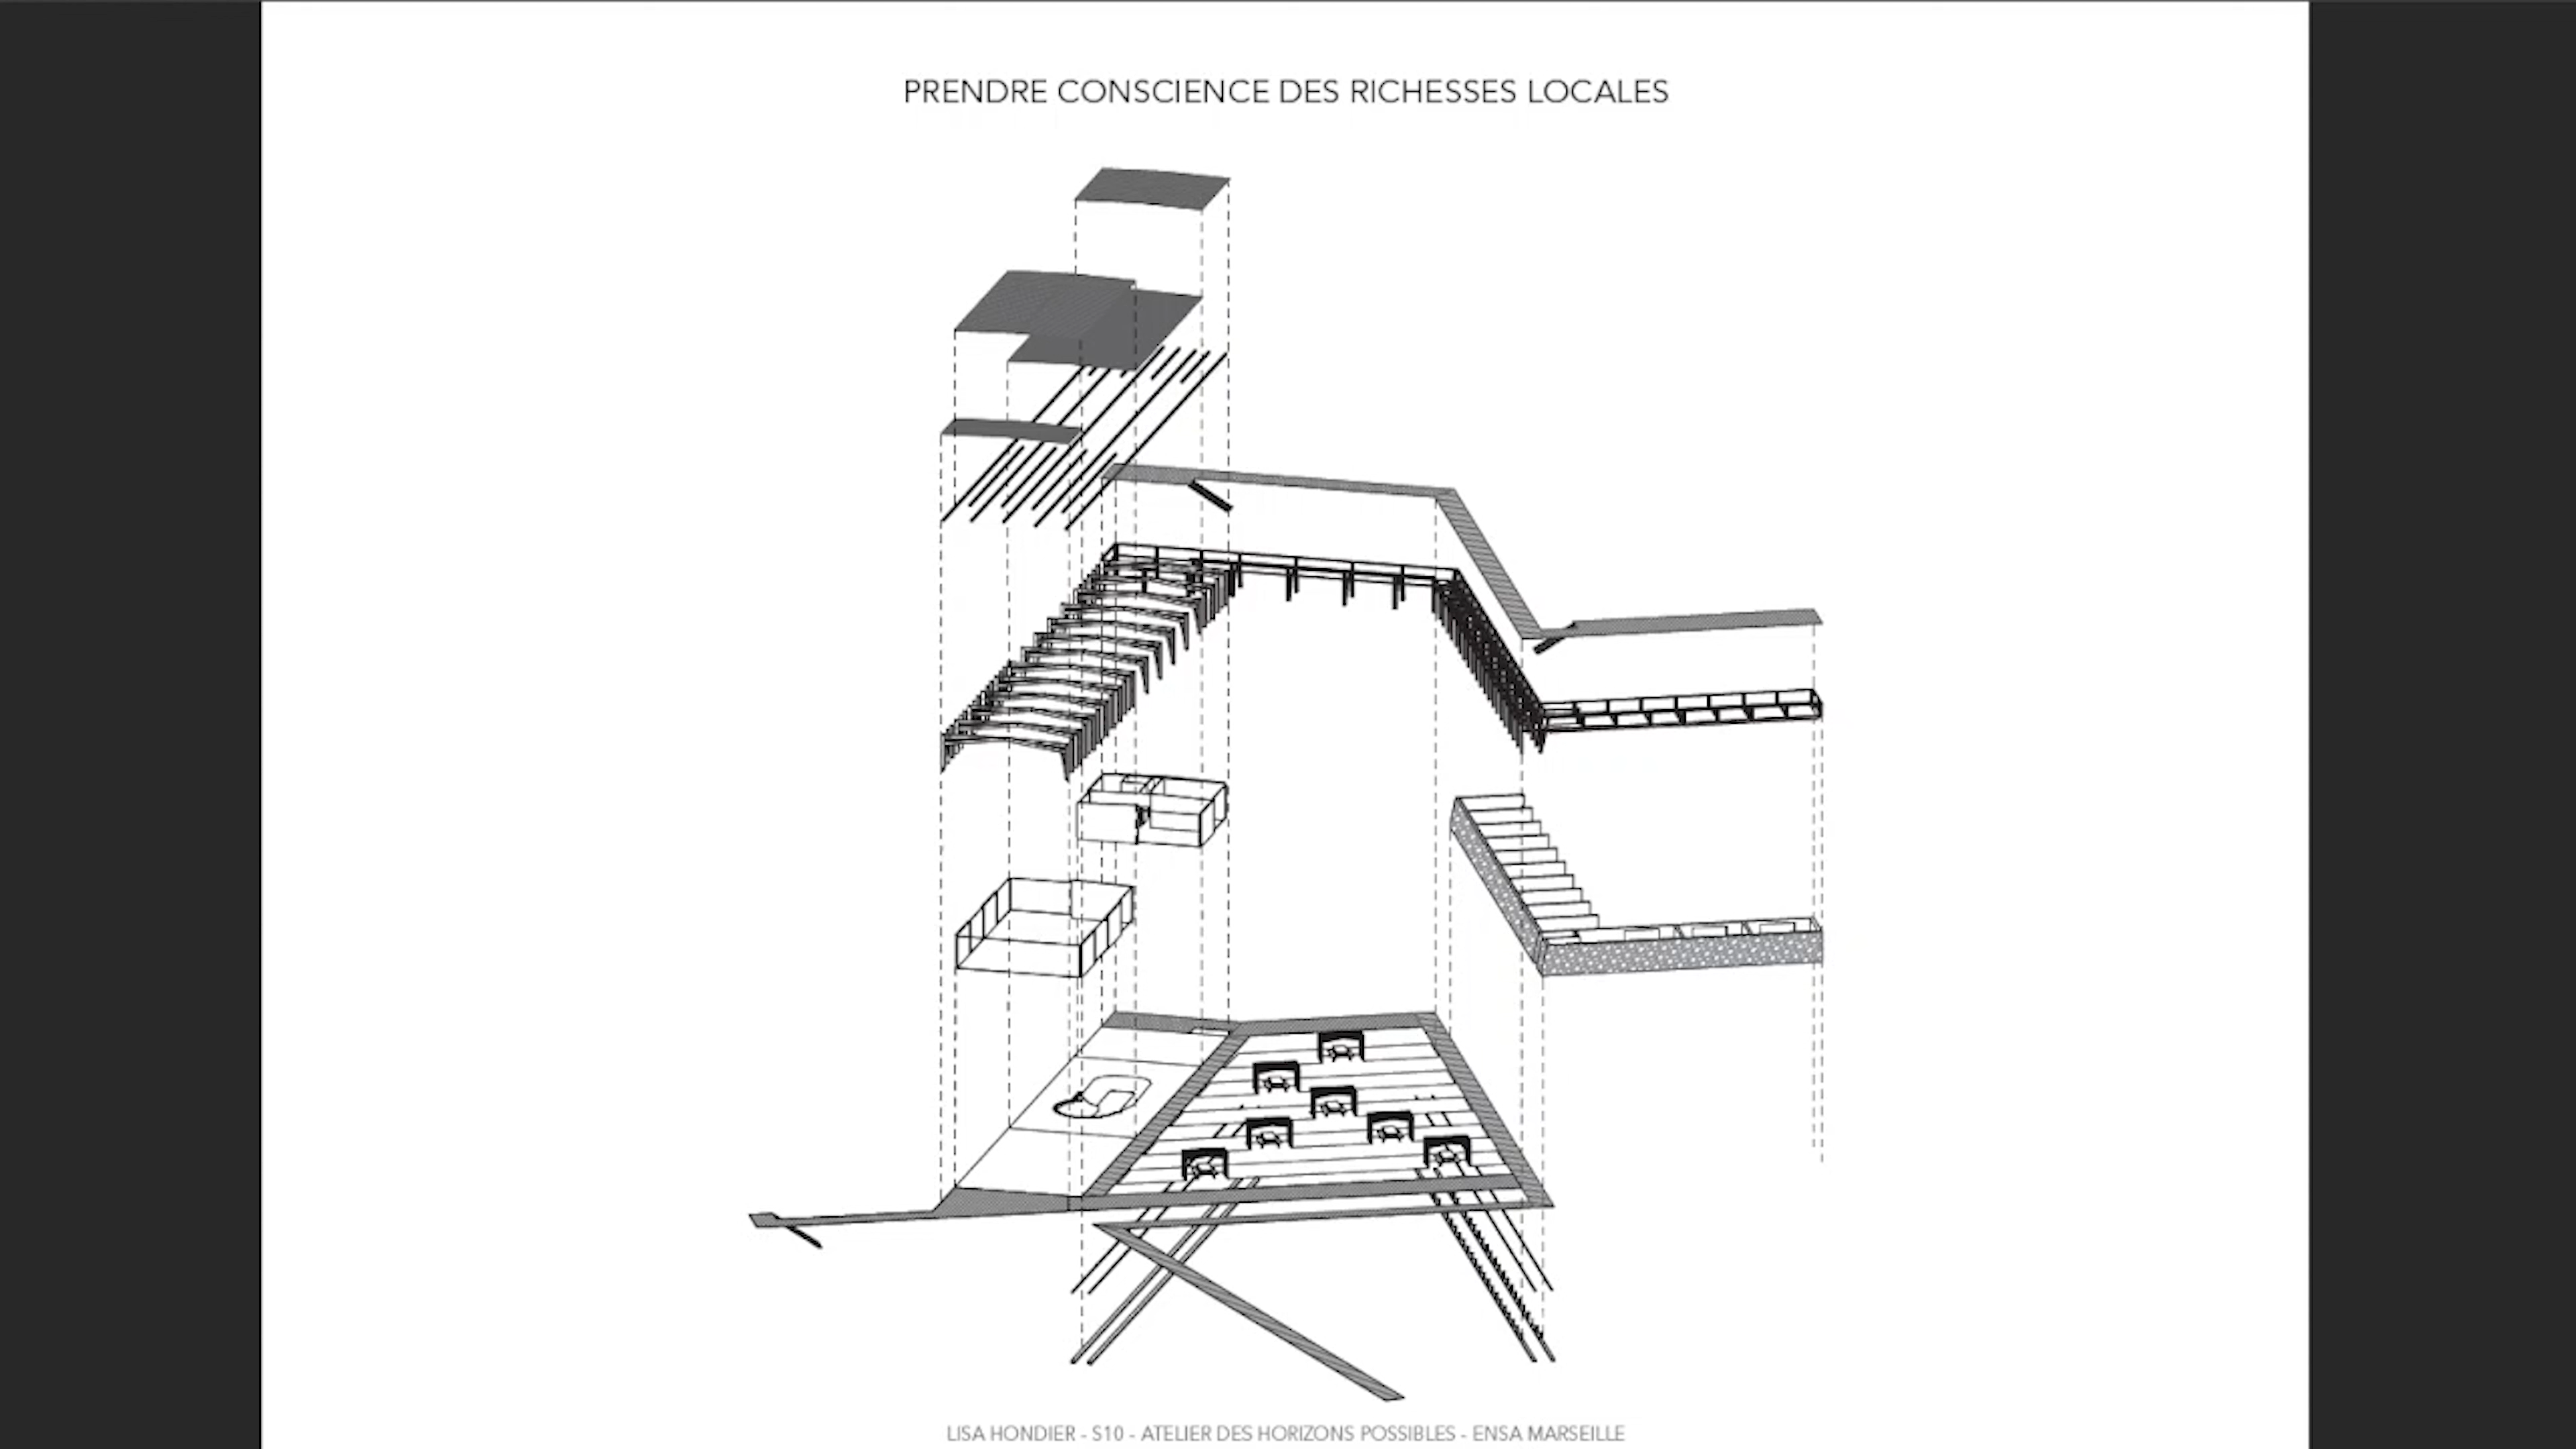 PRENDRE CONSCIENCE DES RICHESSES LOCALES
LISA HONDIER - S10 - ATELIER DES HORIZONS POSSIBLES - ENSA MARSEILLE